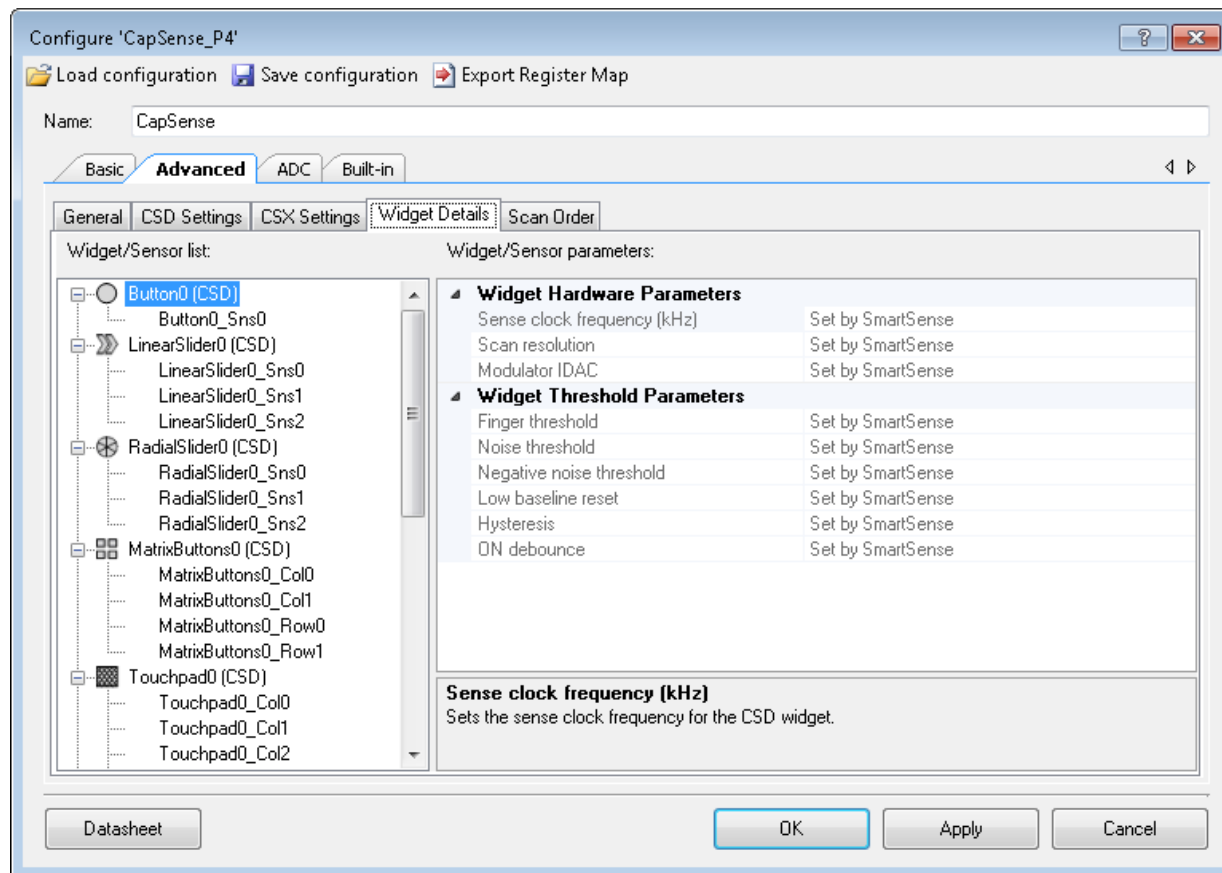 Configure 'CapSense_P4'
Load configuration Save configuration Export Register Map
Name: CapSense
Basic Advanced ADC Built-in
General CSD Settings CSX Settings Widget Details Scan Order
Widget/Sensor list: Widget/Sensor parameters:
Button0 (CSD)
Button0_Sns0
LinearSlider0 (CSD)
LinearSlider0_Sns0
LinearSlider0_Sns1
LinearSlider0_Sns2
RadialSlider0 (CSD)
RadialSlider0_Sns0
RadialSlider0_Sns1
RadialSlider0_Sns2
MatrixButtons0 (CSD)
MatrixButtons0_Col0
MatrixButtons0_Col1
MatrixButtons0_Row0
MatrixButtons0_Row1
Touchpad0 (CSD)
Touchpad0_Col0
Touchpad0_Col1
Touchpad0_Col2
Widget Hardware Parameters
Sense clock frequency (kHz) Set by SmartSense
Scan resolution Set by SmartSense
Modulator IDAC Set by SmartSense
Widget Threshold Parameters
Finger threshold Set by SmartSense
Noise threshold Set by SmartSense
Negative noise threshold Set by SmartSense
Low baseline reset Set by SmartSense
Hysteresis Set by SmartSense
ON debounce Set by SmartSense
Sense clock frequency (kHz)
Sets the sense clock frequency for the CSD widget.
Datasheet OK Apply Cancel